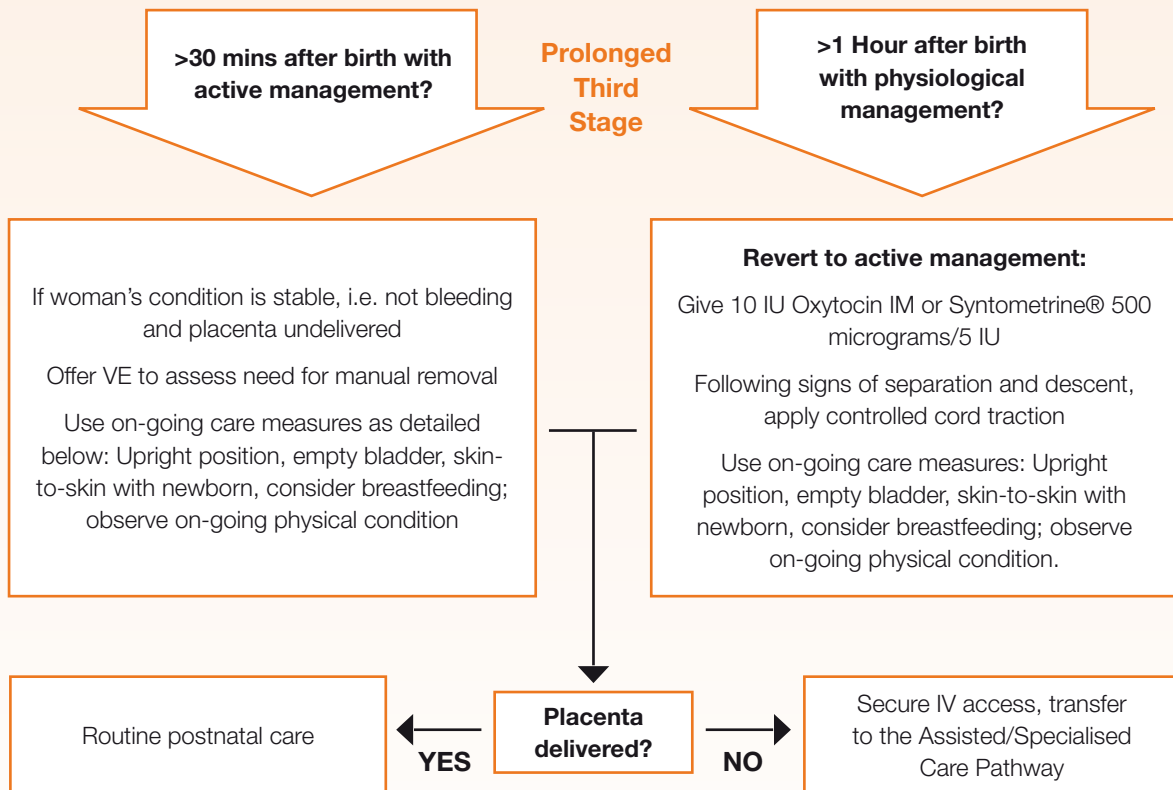 >30 mins after birth with
active management?
Prolonged
Third
Stage
>1 Hour after birth
with physiological
management?
If woman's condition is stable, i.e. not bleeding
and placenta undelivered
Offer VE to assess need for manual removal
Use on-going care measures as detailed
below: Upright position, empty bladder, skin-
to-skin with newborn, consider breastfeeding;
observe on-going physical condition
Revert to active management:
Give 10 IU Oxytocin IM or Syntometrine® 500
micrograms/5 IU
Following signs of separation and descent,
apply controlled cord traction
Use on-going care measures: Upright
position, empty bladder, skin-to-skin with
newborn, consider breastfeeding; observe
on-going physical condition.
Routine postnatal care
YES
Placenta
delivered?
NO
Secure IV access, transfer
to the Assisted/Specialised
Care Pathway